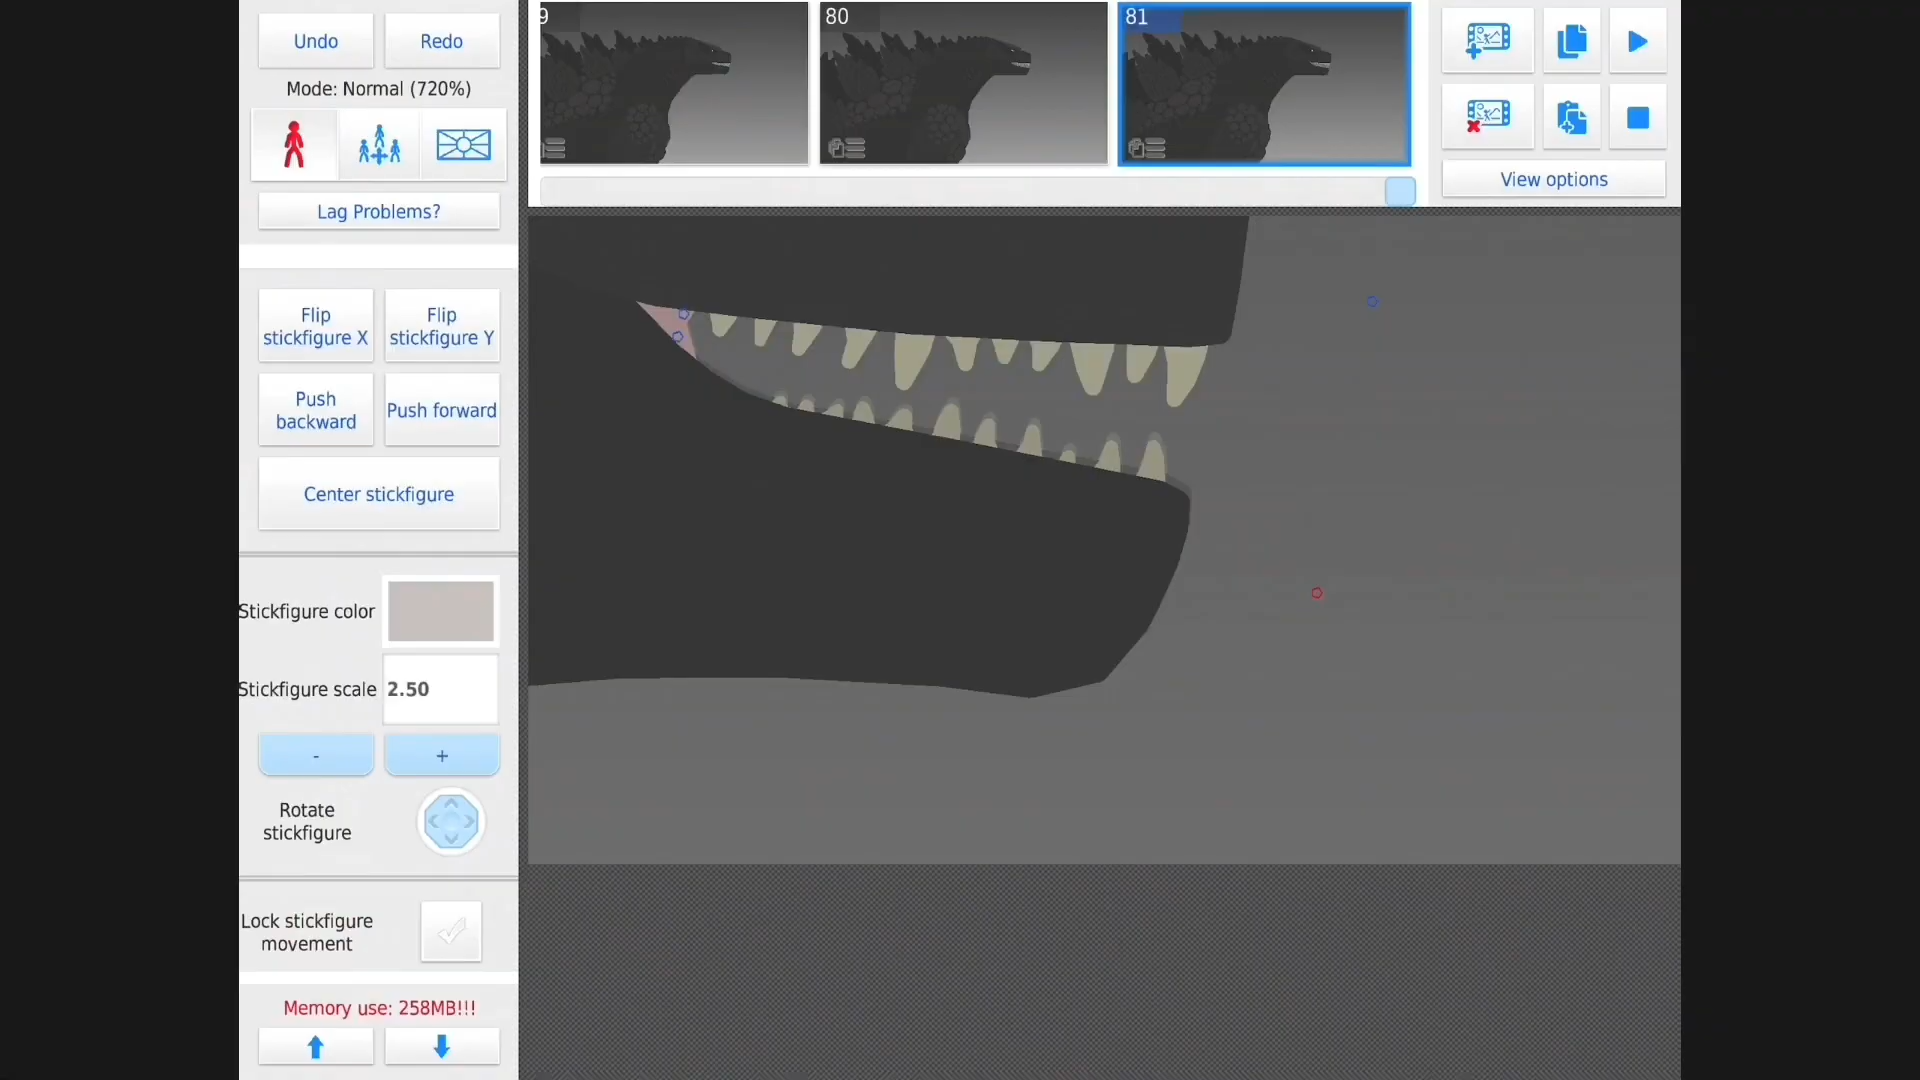 Undo
Redo
Mode: Normal (720%)
Lag Problems?
Flip
stickfigure X
Flip
stickfigure Y
Push
backward
Push forward
Center stickfigure
Stickfigure color
Stickfigure scale
2.50
-
+
Rotate
stickfigure
Lock stickfigure
movement
Memory use: 258MB!!!
9
80
81
View options